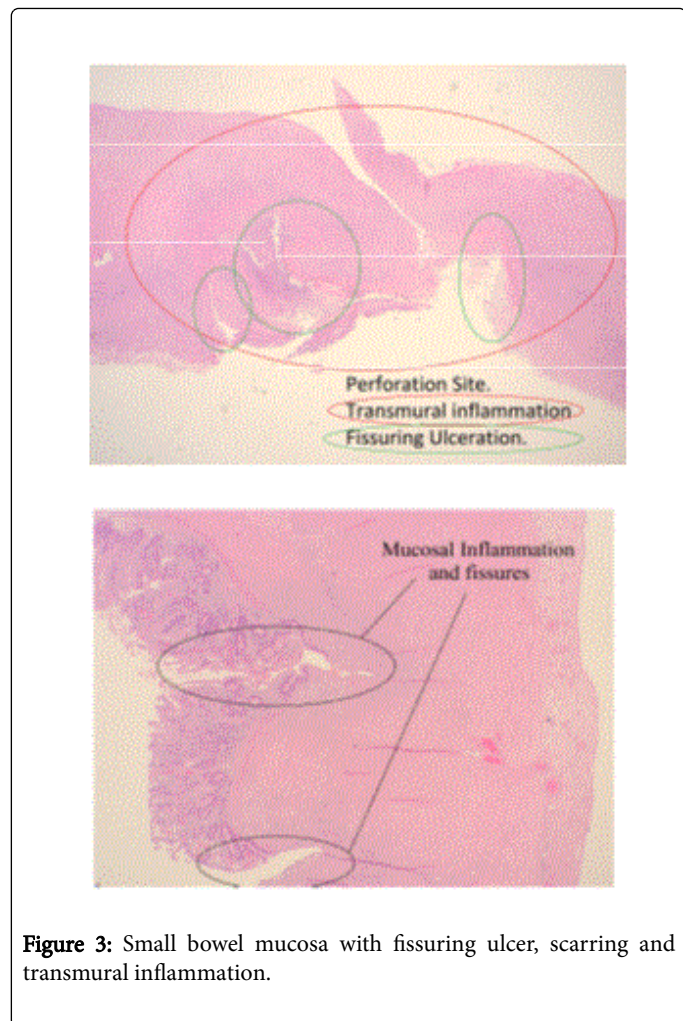 Perforation Site.
Transmural inflammation
Fissuring Ulceration.
Mucosal Inflammation
and fissures
Figure 3: Small bowel mucosa with fissuring ulcer, scarring and
transmural inflammation.